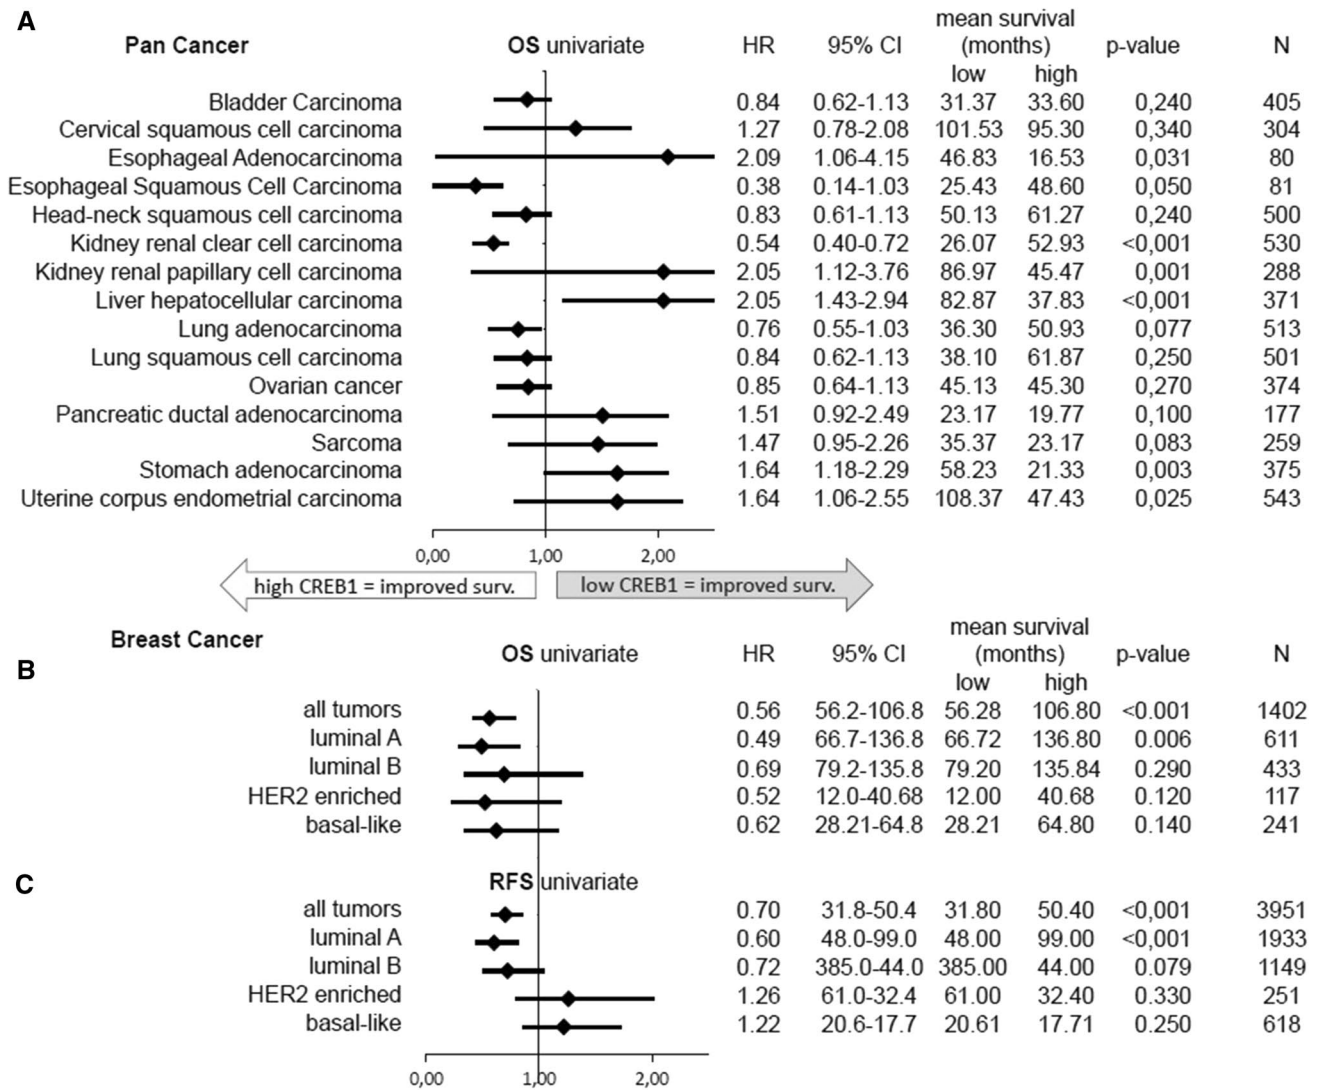 A
Pan Cancer OS univariate HR 95% CI mean survival (months) p-value N
low high
Bladder Carcinoma 0.84 0.62-1.13 31.37 33.60 0,240 405
Cervical squamous cell carcinoma 1.27 0.78-2.08 101.53 95.30 0,340 304
Esophageal Adenocarcinoma 2.09 1.06-4.15 46.83 16.53 0,031 80
Esophageal Squamous Cell Carcinoma 0.38 0.14-1.03 25.43 48.60 0,050 81
Head-neck squamous cell carcinoma 0.83 0.61-1.13 50.13 61.27 0,240 500
Kidney renal clear cell carcinoma 0.54 0.40-0.72 26.07 52.93 <0,001 530
Kidney renal papillary cell carcinoma 2.05 1.12-3.76 86.97 45.47 0,001 288
Liver hepatocellular carcinoma 2.05 1.43-2.94 82.87 37.83 <0,001 371
Lung adenocarcinoma 0.76 0.55-1.03 36.30 50.93 0,077 513
Lung squamous cell carcinoma 0.84 0.62-1.13 38.10 61.87 0,250 501
Ovarian cancer 0.85 0.64-1.13 45.13 45.30 0,270 374
Pancreatic ductal adenocarcinoma 1.51 0.92-2.49 23.17 19.77 0,100 177
Sarcoma 1.47 0.95-2.26 35.37 23.17 0,083 259
Stomach adenocarcinoma 1.64 1.18-2.29 58.23 21.33 0,003 375
Uterine corpus endometrial carcinoma 1.64 1.06-2.55 108.37 47.43 0,025 543
0,00 1,00 2,00
high CREB1 = improved surv. low CREB1 = improved surv.
Breast Cancer
B
OS univariate HR 95% CI mean survival (months) p-value N
low high
all tumors 0.56 56.2-106.8 56.28 106.80 <0.001 1402
luminal A 0.49 66.7-136.8 66.72 136.80 0.006 611
luminal B 0.69 79.2-135.8 79.20 135.84 0.290 433
HER2 enriched 0.52 12.0-40.68 12.00 40.68 0.120 117
basal-like 0.62 28.21-64.8 28.21 64.80 0.140 241
C
RFS univariate
all tumors 0.70 31.8-50.4 31.80 50.40 <0,001 3951
luminal A 0.60 48.0-99.0 48.00 99.00 <0,001 1933
luminal B 0.72 385.0-44.0 385.00 44.00 0.079 1149
HER2 enriched 1.26 61.0-32.4 61.00 32.40 0.330 251
basal-like 1.22 20.6-17.7 20.61 17.71 0.250 618
0,00 1,00 2,00